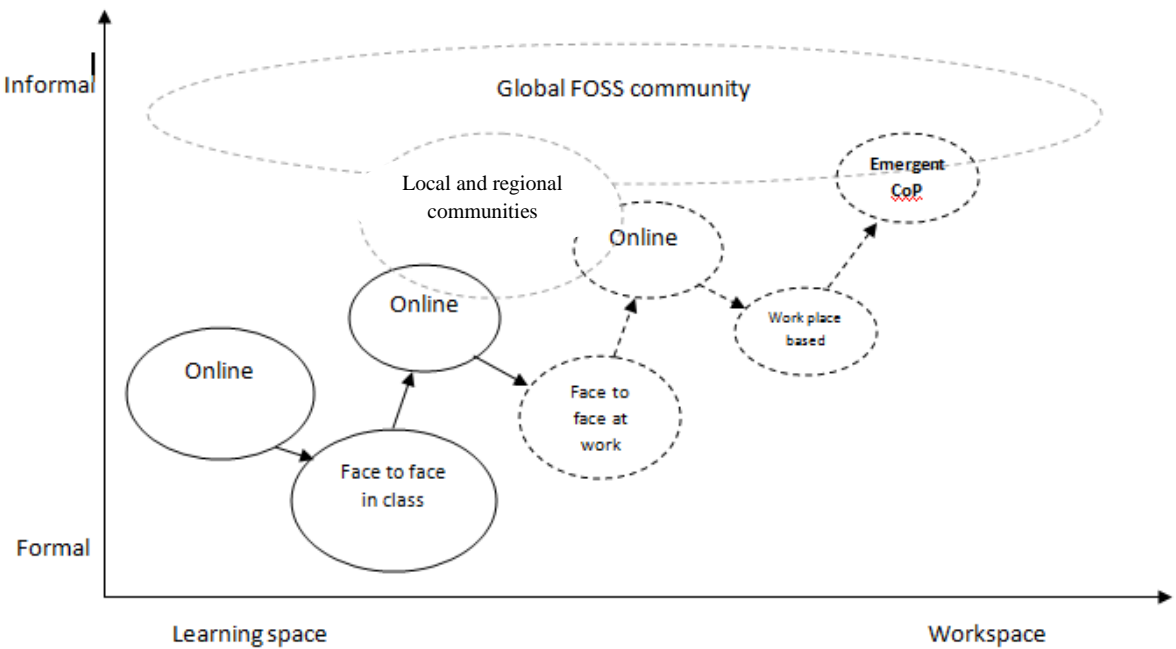 Informal
Global FOSS community
Emergent
CoP
Local and regional
communities
Online
Online
Work place
based
Online
Face to
face at
work
Face to face
in class
Formal
Learning space
Workspace